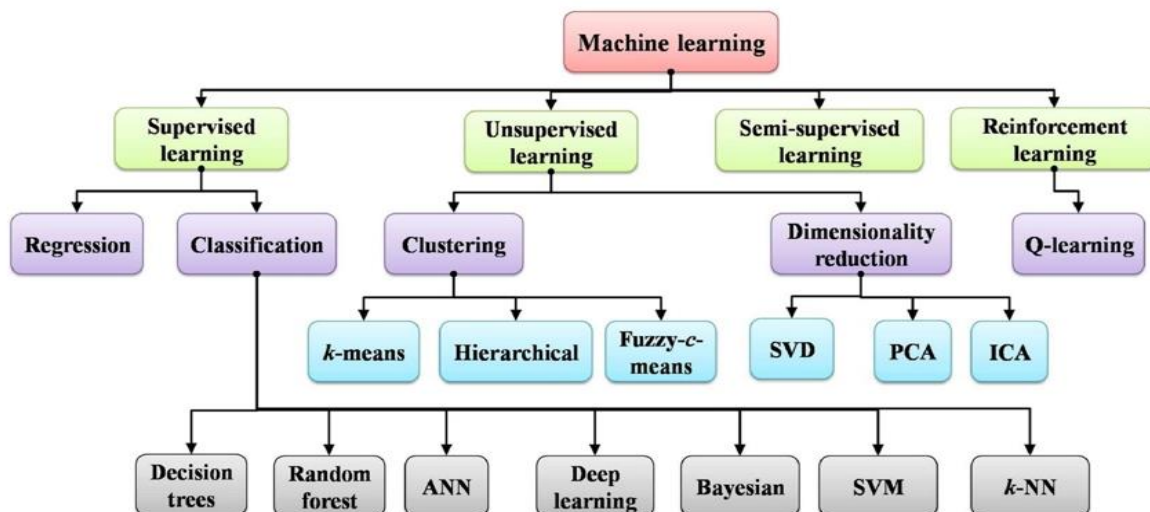 Machine learning
Supervised
learning
Unsupervised
learning
Semi-supervised
learning
Reinforcement
learning
Regression
Classification
Clustering
Dimensionality
reduction
Q-learning
k-means
Hierarchical
Fuzzy-c-
means
SVD
PCA
ICA
Decision
trees
Random
forest
ANN
Deep
learning
Bayesian
SVM
k-NN